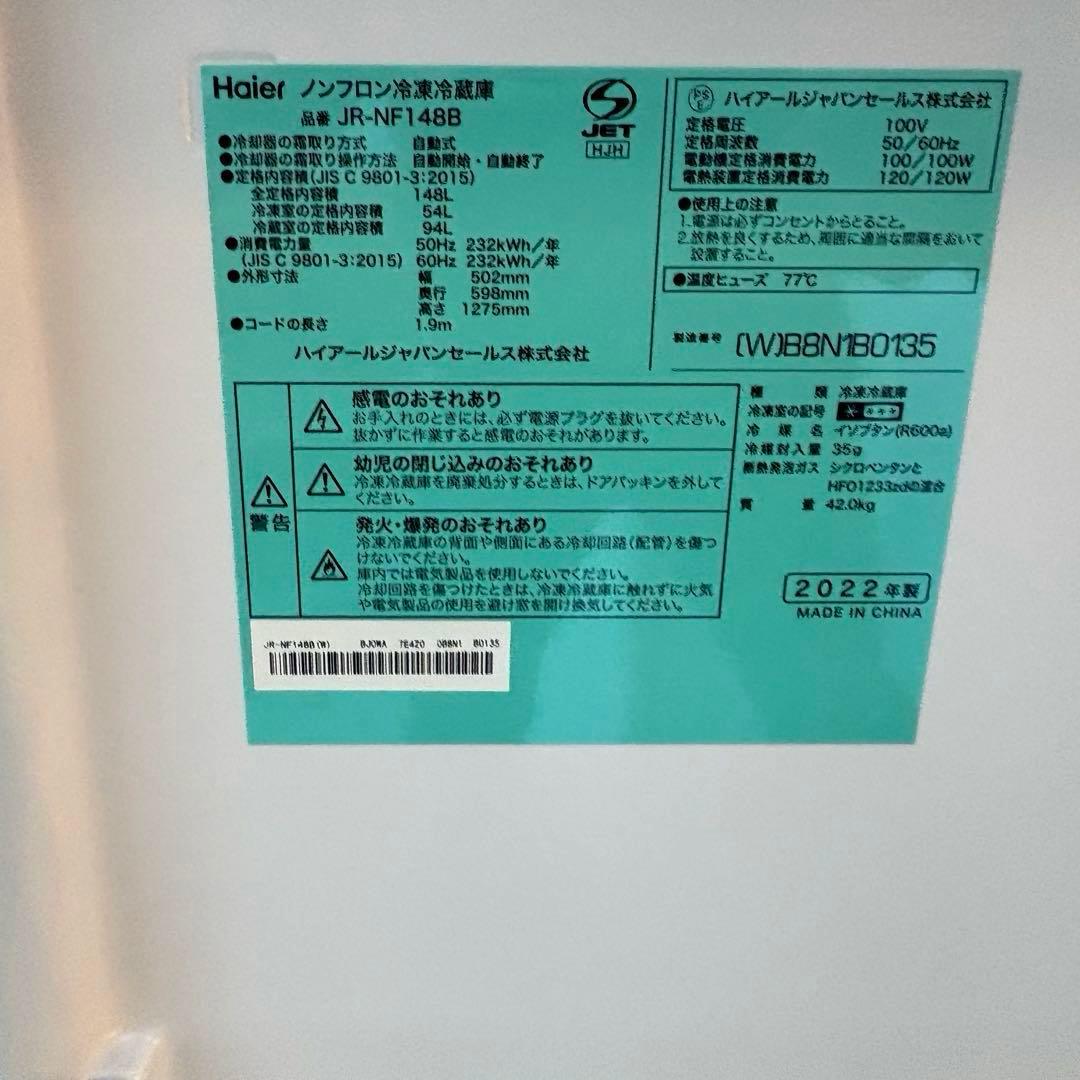 Haier ノンフロン冷凍冷蔵庫
品番 JR-NF148B
●冷却器の霜取り方式 自動式
●冷却器の霜取り操作方法 自動開始・自動終了
●定格内容積(JIS C 9801-3:2015)
全定格内容積 148L
冷凍室の定格内容積 54L
冷蔵室の定格内容積 94L
●消費電力量 50Hz 232kWh/年
(JIS C 9801-3:2015) 60Hz 232kWh/年
●外形寸法 幅 502mm
奥行 598mm
高さ 1275mm
●コードの長さ 1.9m
ハイアールジャパンセールス株式会社
JET
HJH
PSE ハイアールジャパンセールス株式会社
定格電圧 100V
定格周波数 50/60Hz
電動機定格消費電力 100/100W
電熱装置定格消費電力 120/120W
●使用上の注意
1.電源は必ずコンセントからとること。
2.放熱を良くするため、周囲に適当な間隔をおいて
設置すること。
●温度ヒューズ 77℃
製造番号 (W)B8N1B0135
警告
感電のおそれあり
お手入れのときには、必ず電源プラグを抜いてください。
抜かずに作業すると感電のおそれがあります。
幼児の閉じ込みのおそれあり
冷凍冷蔵庫を廃棄処分するときは、ドアパッキンを外して
ください。
発火・爆発のおそれあり
冷凍冷蔵庫の背面や側面にある冷却回路(配管)を傷つ
けないでください。
庫内では電気製品を使用しないでください。
冷却回路を傷つけたときは、冷凍冷蔵庫に触れずに火気
や電気製品の使用を避け窓を開け換気してください。
種類 冷凍冷蔵庫
冷凍室の記号 * ***
冷媒名 イソブタン(R600a)
冷媒封入量 35g
断熱発泡ガス シクロペンタンと
HFO1233zdの混合
質量 42.0kg
2022年製
MADE IN CHINA
JR-NF148B(W) BJ0WA 7E420 0B8N1 B0135